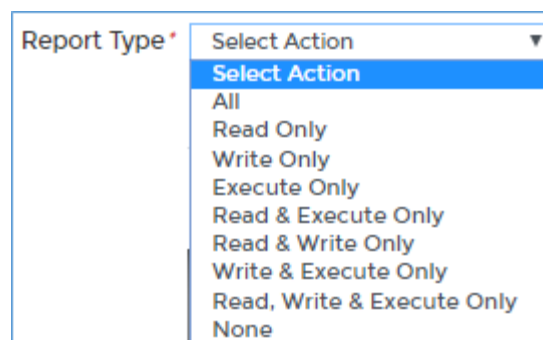 Report Type * Select Action
Select Action
All
Read Only
Write Only
Execute Only
Read & Execute Only
Read & Write Only
Write & Execute Only
Read, Write & Execute Only
None